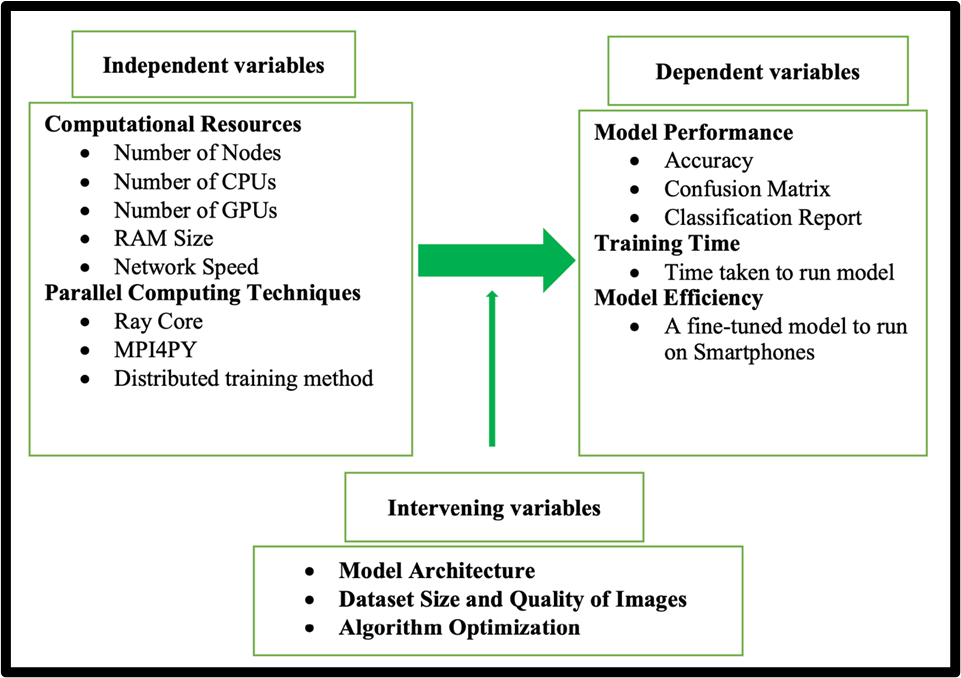 Independent variables
Computational Resources
• Number of Nodes
• Number of CPUs
• Number of GPUs
• RAM Size
• Network Speed
Parallel Computing Techniques
• Ray Core
• MPI4PY
• Distributed training method
Dependent variables
Model Performance
• Accuracy
• Confusion Matrix
• Classification Report
Training Time
• Time taken to run model
Model Efficiency
• A fine-tuned model to run
on Smartphones
Intervening variables
• Model Architecture
• Dataset Size and Quality of Images
• Algorithm Optimization